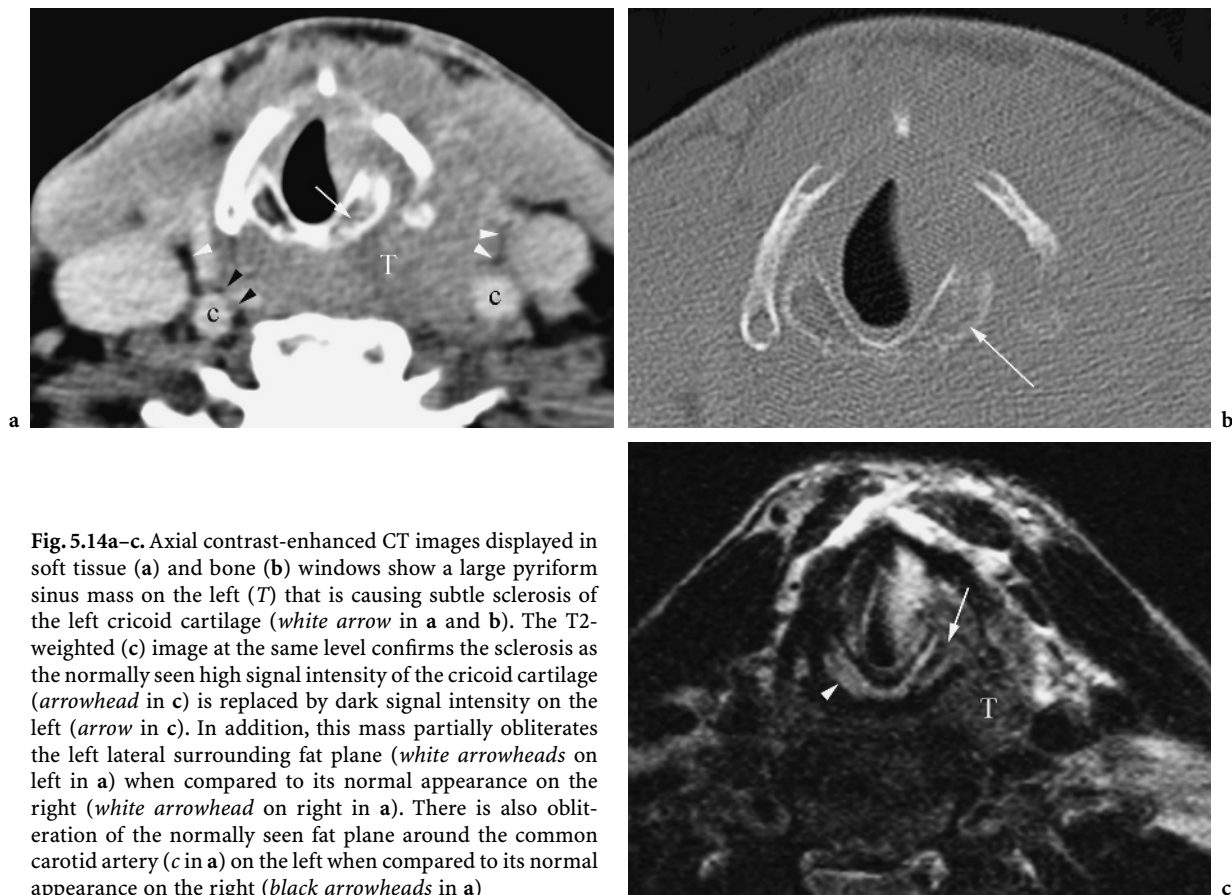 T
c
c
a
b
T
c
Fig. 5.14a–c. Axial contrast-enhanced CT images displayed in
soft tissue (a) and bone (b) windows show a large pyriform
sinus mass on the left (T) that is causing subtle sclerosis of
the left cricoid cartilage (white arrow in a and b). The T2-
weighted (c) image at the same level confirms the sclerosis as
the normally seen high signal intensity of the cricoid cartilage
(arrowhead in c) is replaced by dark signal intensity on the
left (arrow in c). In addition, this mass partially obliterates
the left lateral surrounding fat plane (white arrowheads on
left in a) when compared to its normal appearance on the
right (white arrowhead on right in a). There is also oblit-
eration of the normally seen fat plane around the common
carotid artery (c in a) on the left when compared to its normal
appearance on the right (black arrowheads in a)